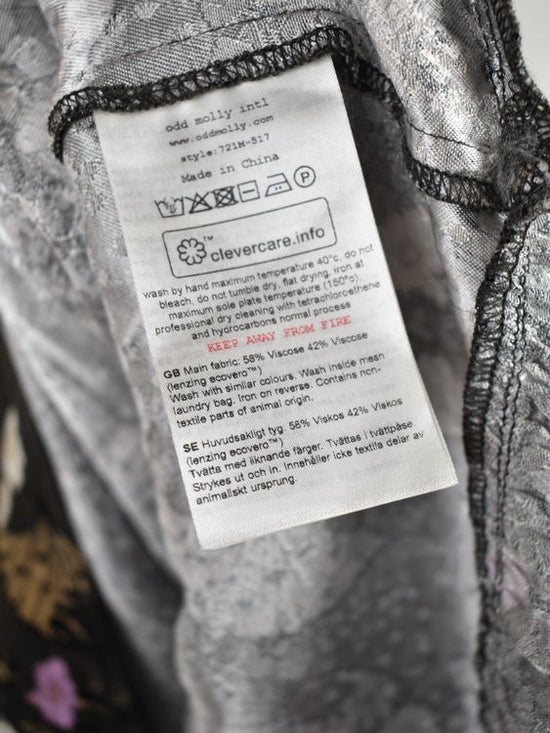 odd molly intl
www.oddmolly.com
style:721M-517
Made in China
P
™
clevercare.info
wash by hand maximum temperature 40°c, do not
bleach, do not tumble dry, flat drying. Iron at
maximum sole plate temperature (150°c).
professional dry cleaning with tetrachloroethene
and hydrocarbons normal process
KEEP AWAY FROM FIRE
GB Main fabric: 58% Viscose 42% Viscose
(lenzing ecovero™)
Wash with similar colours. Wash inside mesh
laundry bag. Iron on reverse. Contains non-
textile parts of animal origin.
SE Huvudsakligt tyg: 58% Viskos 42% Viskos
(lenzing ecovero™)
Tvätta med liknande färger. Tvättas i tvättpåse.
Strykes ut och in. Innehåller icke textila delar av
animaliskt ursprung.